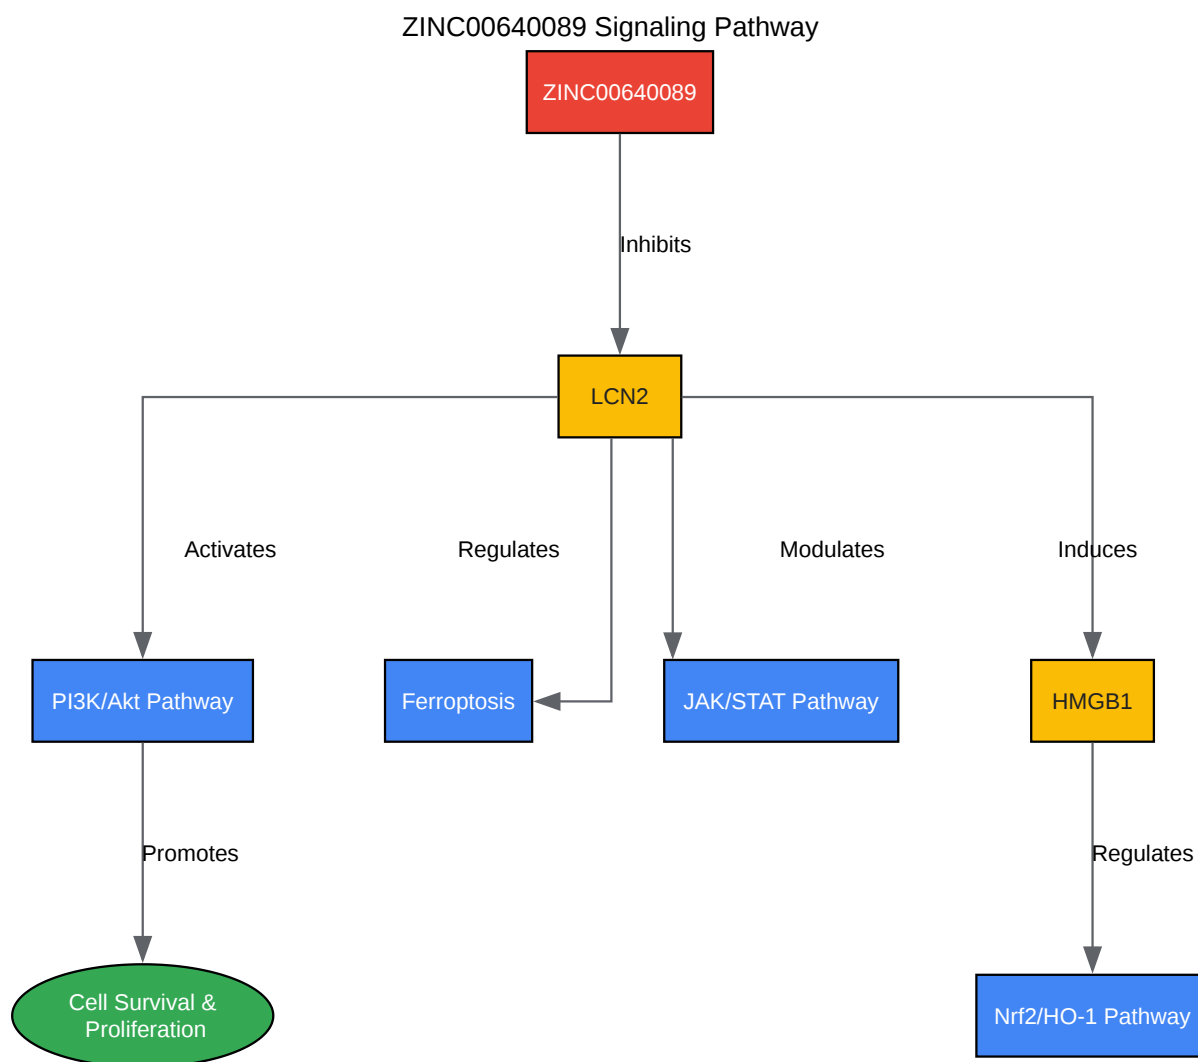 ZINC00640089 Signaling Pathway
ZINC00640089
Inhibits
LCN2
Activates
Regulates
Modulates
Induces
PI3K/Akt Pathway
Ferroptosis
JAK/STAT Pathway
HMGB1
Promotes
Regulates
Cell Survival &
Proliferation
Nrf2/HO-1 Pathway